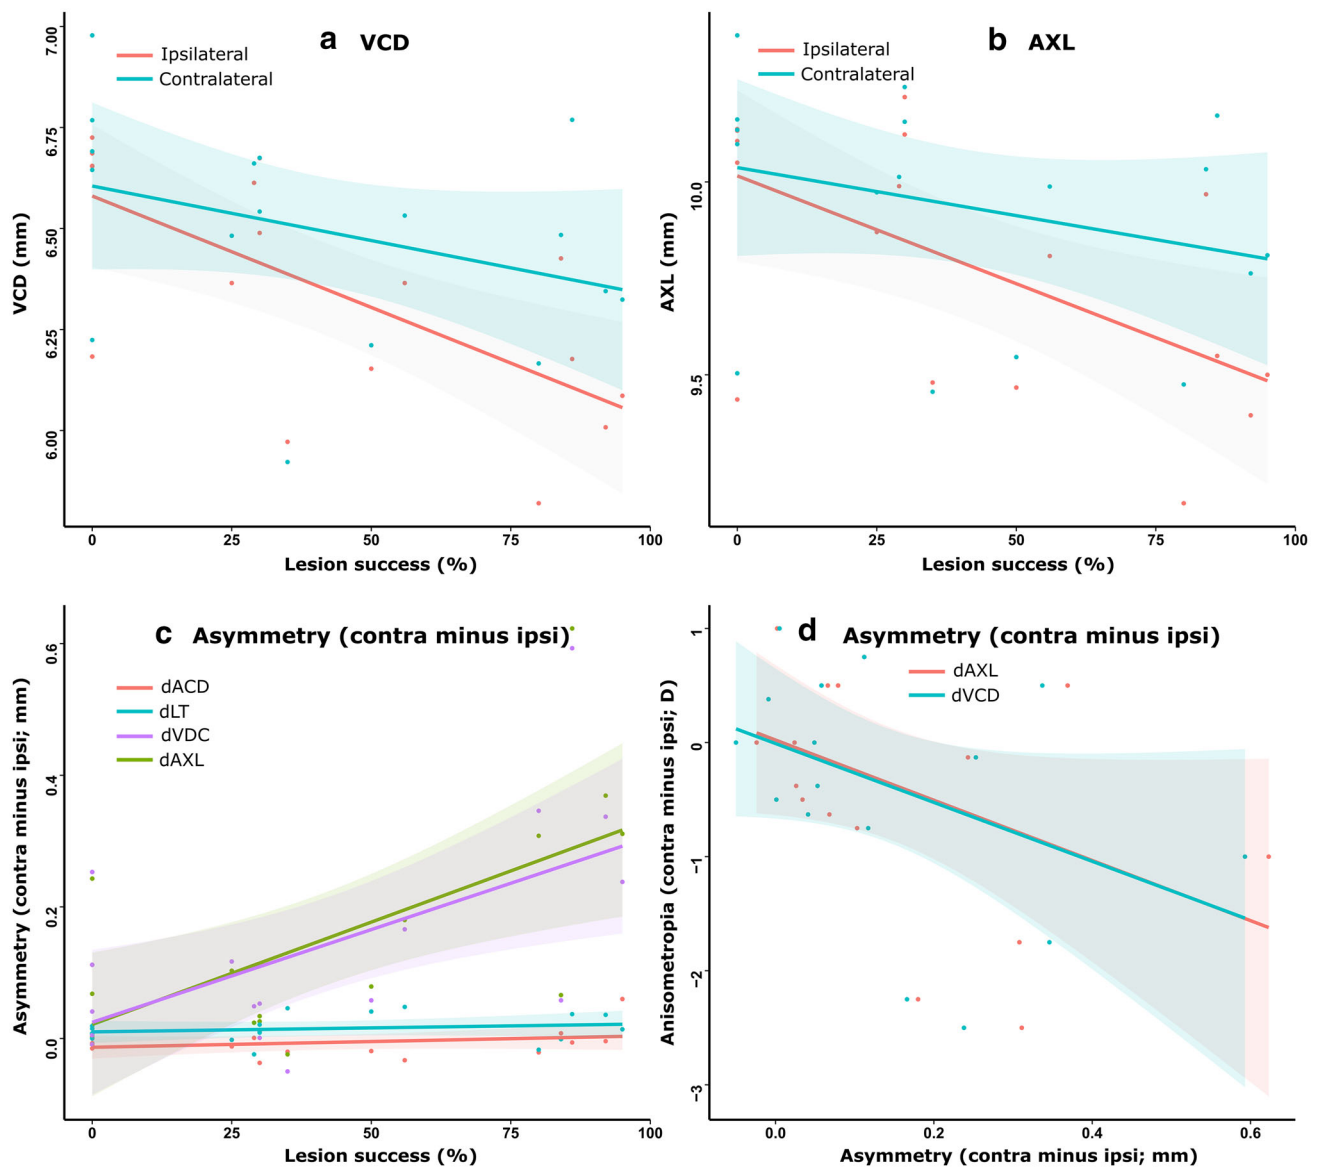 a VCD
Ipsilateral
Contralateral
VCD (mm)
7.00
6.75
6.50
6.25
6.00
0 25 50 75 100
Lesion success (%)
b AXL
Ipsilateral
Contralateral
AXL (mm)
10.0
9.5
0 25 50 75 100
Lesion success (%)
c Asymmetry (contra minus ipsi)
dACD
dLT
dVDC
dAXL
Asymmetry (contra minus ipsi; mm)
0.6
0.4
0.2
0.0
0 25 50 75 100
Lesion success (%)
d Asymmetry (contra minus ipsi)
dAXL
dVCD
Anisometropia (contra minus ipsi; D)
1
0
−1
−2
−3
0.0 0.2 0.4 0.6
Asymmetry (contra minus ipsi; mm)